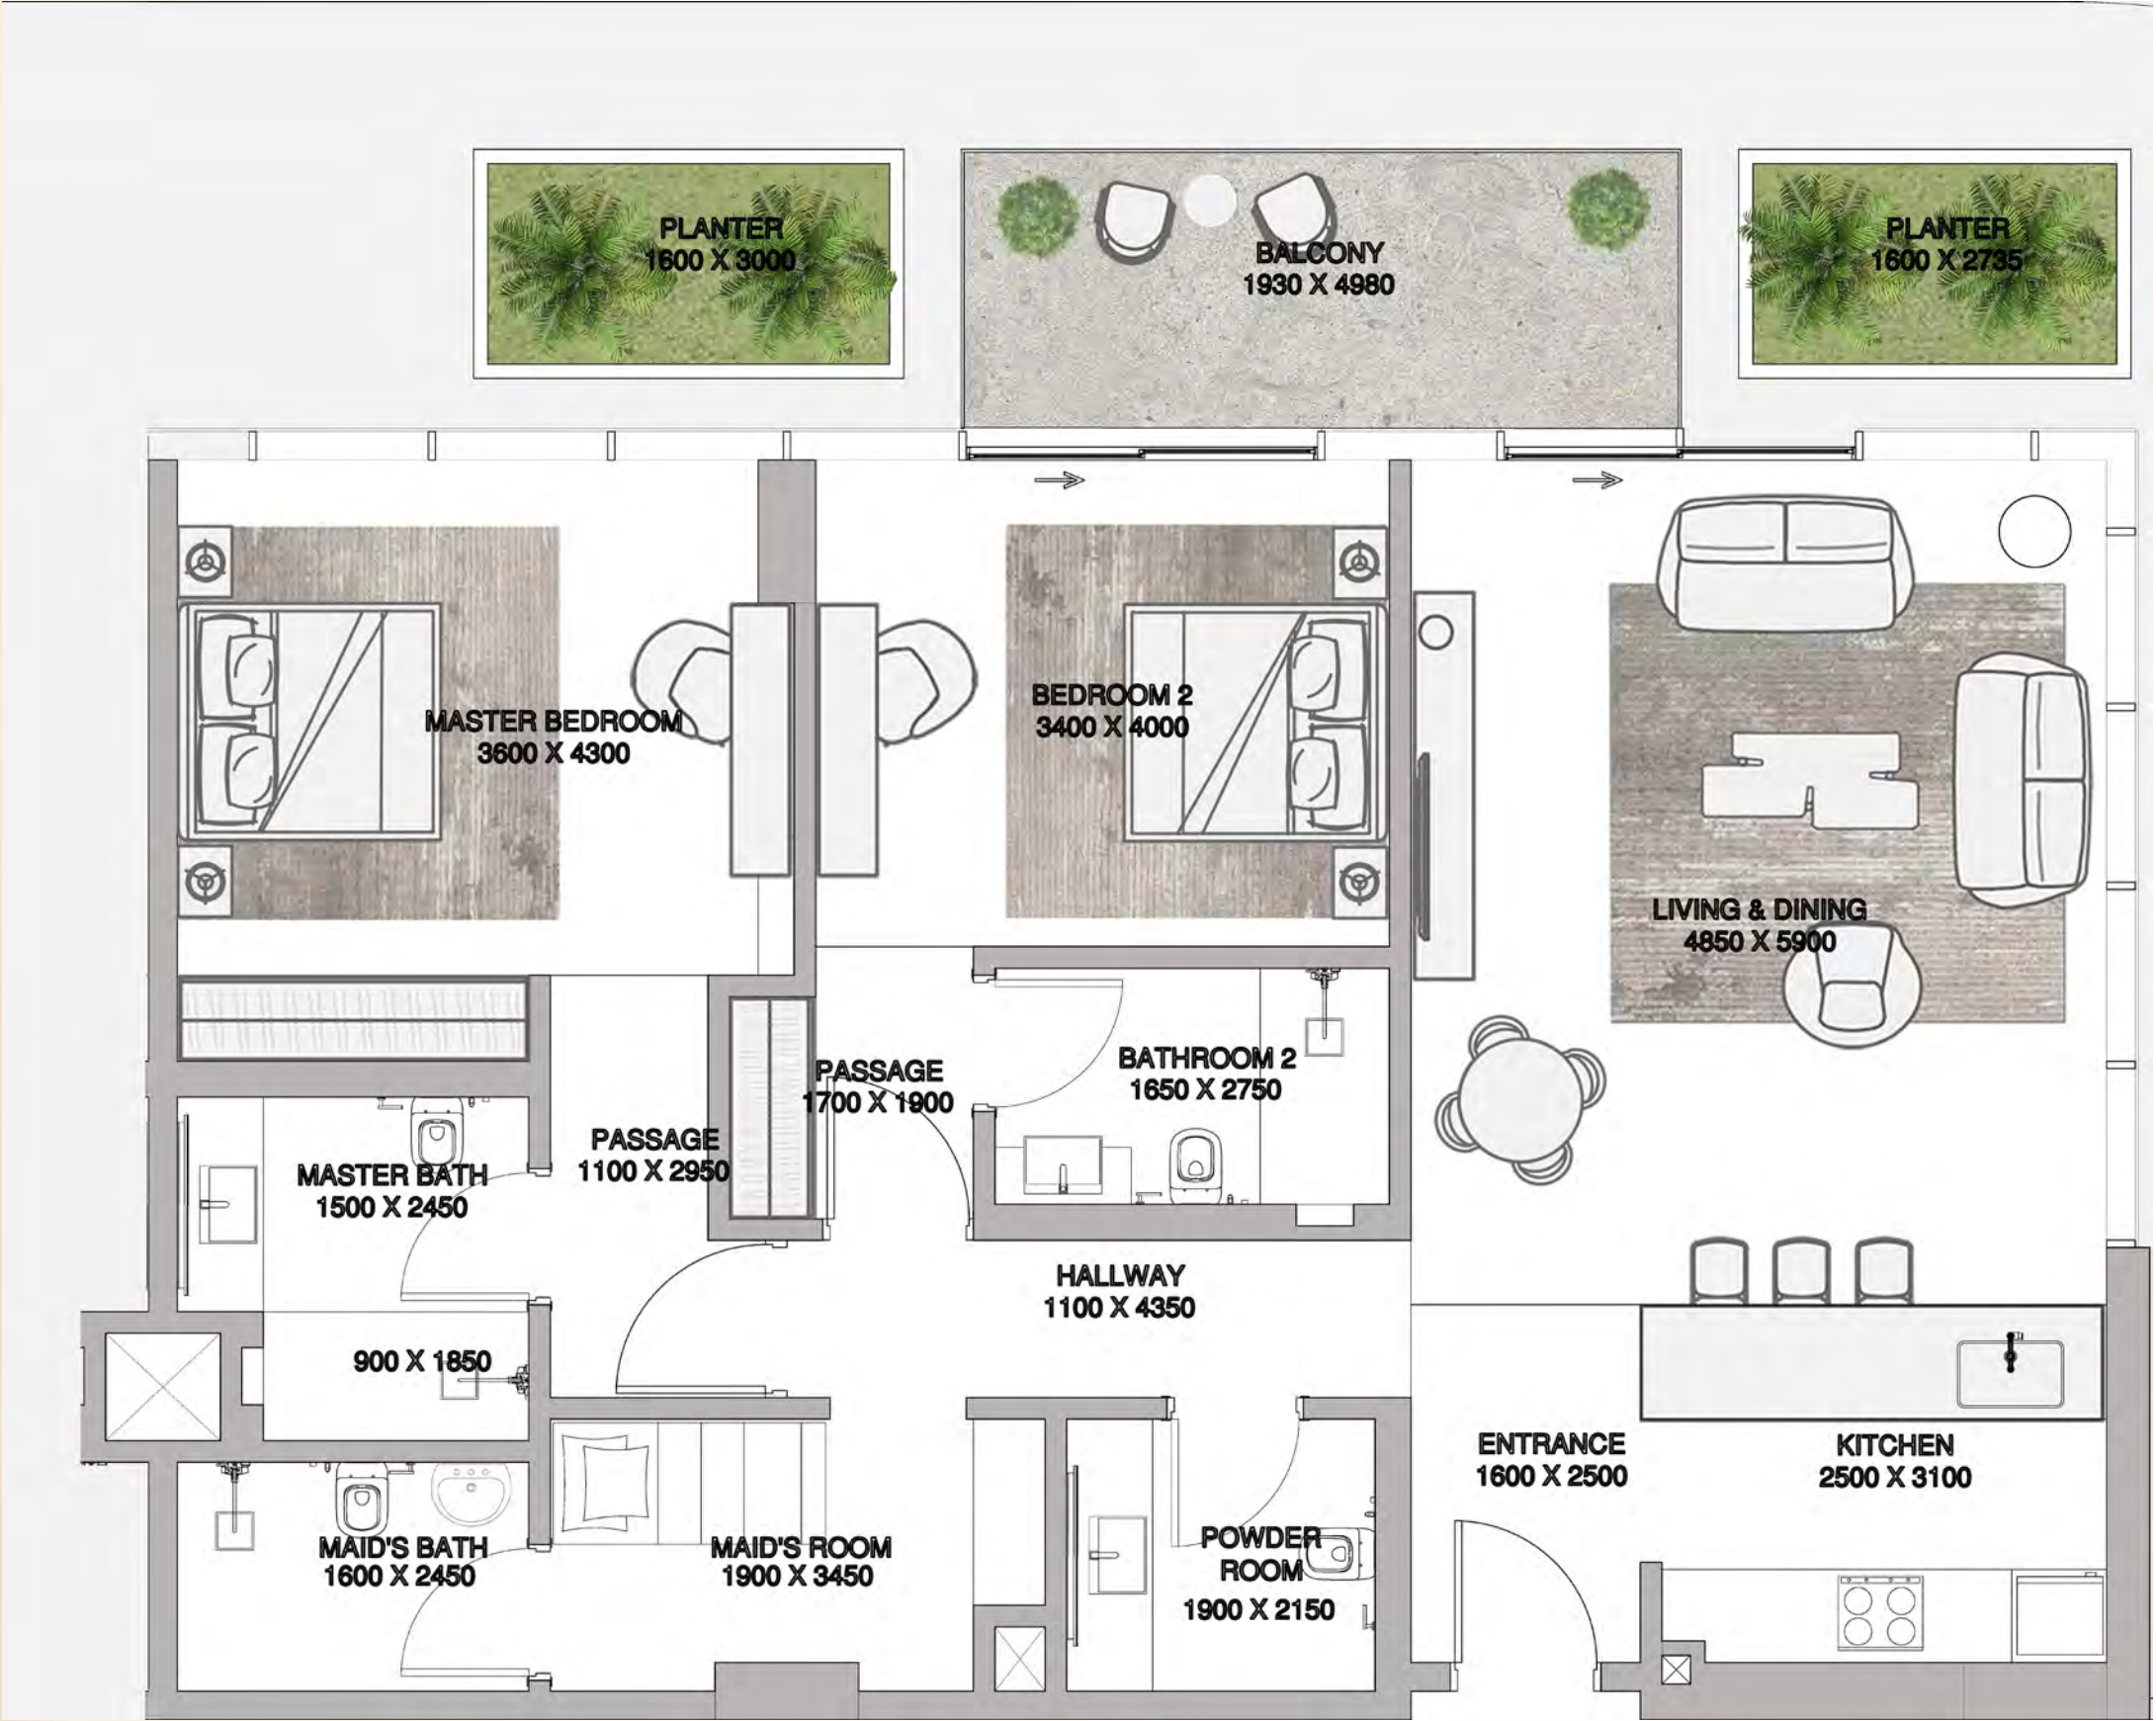 PLANTER
1600 X 3000
BALCONY
1930 X 4980
PLANTER
1600 X 2735
MASTER BEDROOM
3600 X 4300
BEDROOM 2
3400 X 4000
LIVING & DINING
4850 X 5900
PASSAGE
1700 X 1900
BATHROOM 2
1650 X 2750
PASSAGE
1100 X 2950
MASTER BATH
1500 X 2450
HALLWAY
1100 X 4350
900 X 1850
ENTRANCE
1600 X 2500
KITCHEN
2500 X 3100
MAID'S BATH
1600 X 2450
MAID'S ROOM
1900 X 3450
POWDER
ROOM
1900 X 2150